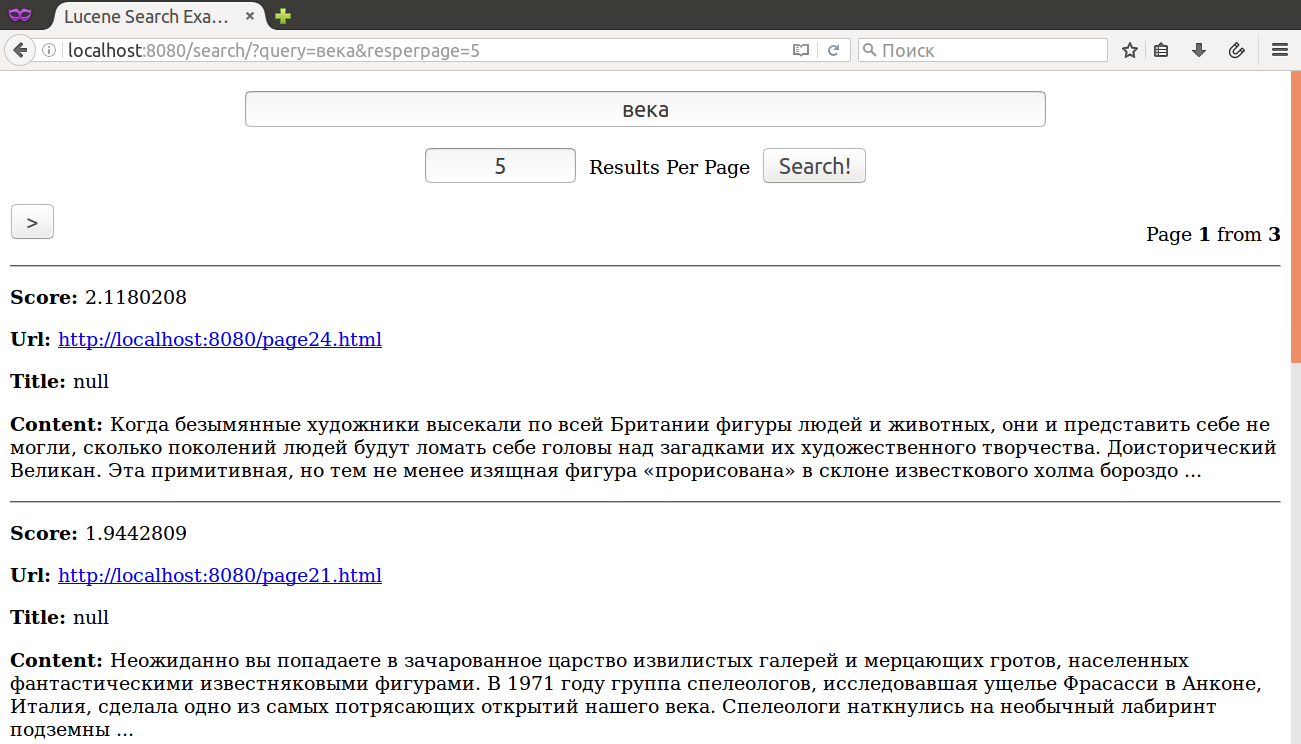 Lucene Search Exa...
localhost:8080/search/?query=века&resperpage=5
Поиск
века
5 Results Per Page Search!
>
Page 1 from 3
Score: 2.1180208
Url: http://localhost:8080/page24.html
Title: null
Content: Когда безымянные художники высекали по всей Британии фигуры людей и животных, они и представить себе не
могли, сколько поколений людей будут ломать себе головы над загадками их художественного творчества. Доисторический
Великан. Эта примитивная, но тем не менее изящная фигура «прорисована» в склоне известкового холма бороздо ...
Score: 1.9442809
Url: http://localhost:8080/page21.html
Title: null
Content: Неожиданно вы попадаете в зачарованное царство извилистых галерей и мерцающих гротов, населенных
фантастическими известняковыми фигурами. В 1971 году группа спелеологов, исследовавшая ущелье Фрасасси в Анконе,
Италия, сделала одно из самых потрясающих открытий нашего века. Спелеологи наткнулись на необычный лабиринт
подземны ...